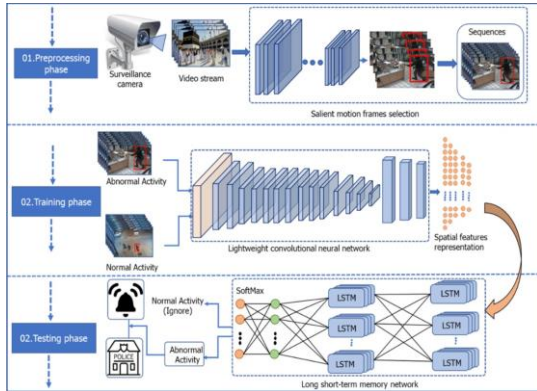 01.Preprocessing
phase
Surveillance
camera
Video stream
Sequences
Salient motion frames selection
02.Training phase
Abnormal Activity
Normal Activity
Lightweight convolutional neural network
Spatial features
representation
02.Testing phase
Normal Activity
(Ignore)
POLICE
Abnormal
Activity
SoftMax
LSTM
LSTM
LSTM
LSTM
LSTM
LSTM
Long short-term memory network